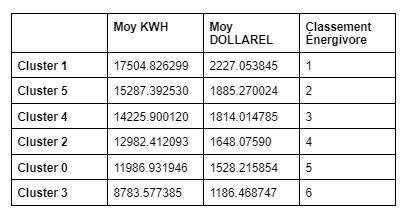 Moy KWH Moy DOLLAREL Classement Énergivore
Cluster 1 17504.826299 2227.053845 1
Cluster 5 15287.392530 1885.270024 2
Cluster 4 14225.900120 1814.014785 3
Cluster 2 12982.412093 1648.07590 4
Cluster 0 11986.931946 1528.215854 5
Cluster 3 8783.577385 1186.468747 6